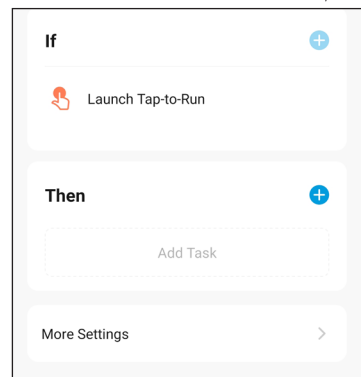 If
Launch Tap-to-Run
Then
Add Task
More Settings